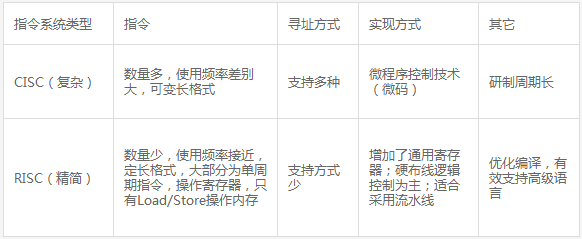 指令系统类型 指令 寻址方式 实现方式 其它
CISC（复杂） 数量多，使用频率差别
大，可变长格式 支持多种 微程序控制技术
（微码） 研制周期长
RISC（精简） 数量少，使用频率接近，
定长格式，大部分为单周
期指令，操作寄存器，只
有Load/Store操作内存 支持方式
少 增加了通用寄存
器；硬布线逻辑
控制为主；适合
采用流水线 优化编译，有
效支持高级语
言